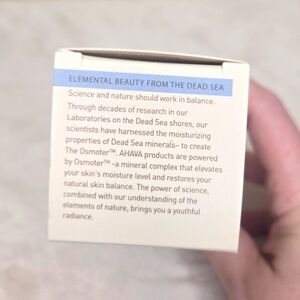 ELEMENTAL BEAUTY FROM THE DEAD SEA
Science and nature should work in balance.
Through decades of research in our
Laboratories on the Dead Sea shores, our
scientists have harnessed the moisturizing
properties of Dead Sea minerals– to create
The Osmoter™. AHAVA products are powered
by Osmoter™ -a mineral complex that elevates
your skin's moisture level and restores your
natural skin balance. The power of science,
combined with our understanding of the
elements of nature, brings you a youthful
radiance.